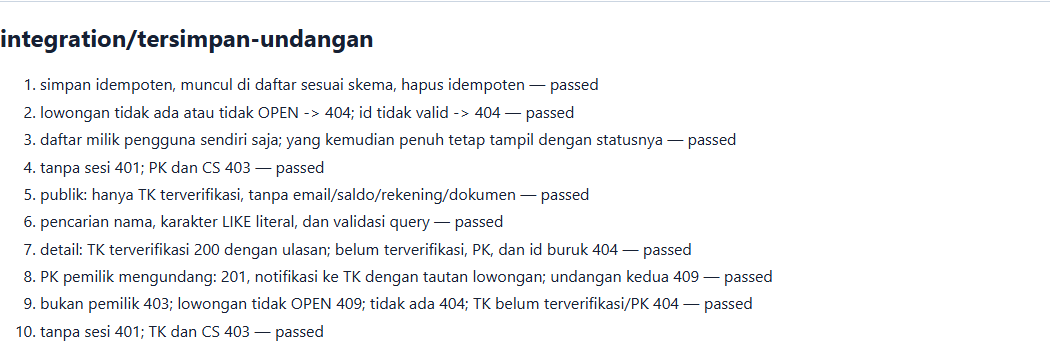 integration/tersimpan-undangan
1. simpan idempoten, muncul di daftar sesuai skema, hapus idempoten — passed
2. lowongan tidak ada atau tidak OPEN -> 404; id tidak valid -> 404 — passed
3. daftar milik pengguna sendiri saja; yang kemudian penuh tetap tampil dengan statusnya — passed
4. tanpa sesi 401; PK dan CS 403 — passed
5. publik: hanya TK terverifikasi, tanpa email/saldo/rekening/dokumen — passed
6. pencarian nama, karakter LIKE literal, dan validasi query — passed
7. detail: TK terverifikasi 200 dengan ulasan; belum terverifikasi, PK, dan id buruk 404 — passed
8. PK pemilik mengundang: 201, notifikasi ke TK dengan tautan lowongan; undangan kedua 409 — passed
9. bukan pemilik 403; lowongan tidak OPEN 409; tidak ada 404; TK belum terverifikasi/PK 404 — passed
10. tanpa sesi 401; TK dan CS 403 — passed